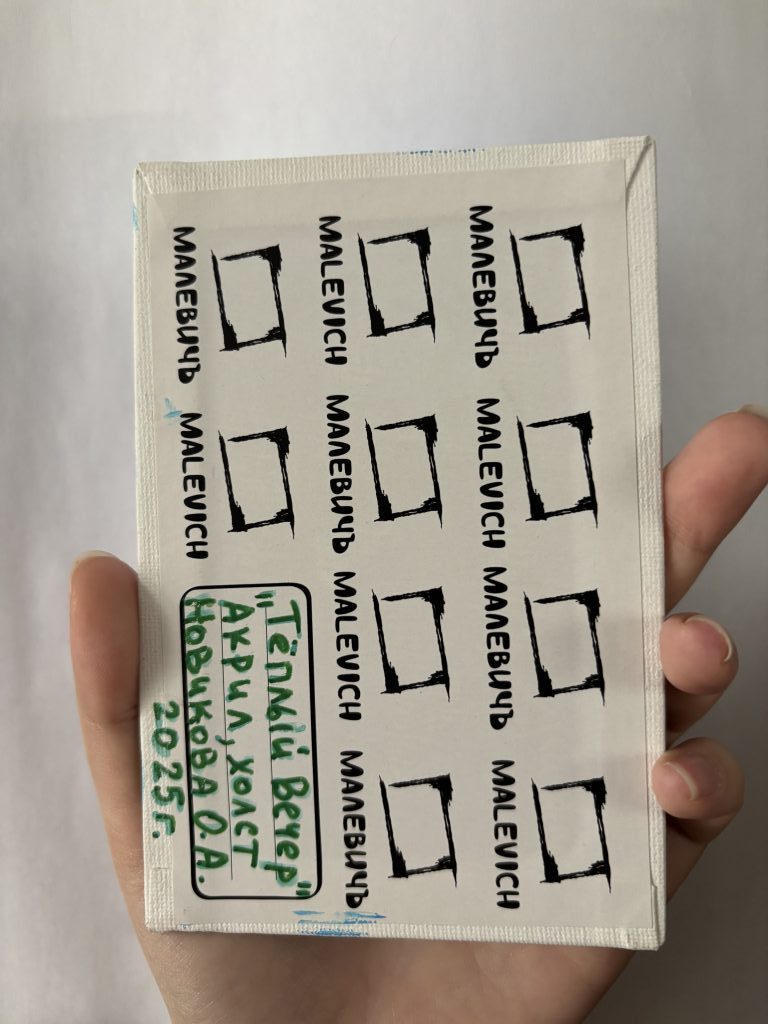 МАЛЕВИЧЪ MALEVICH МАЛЕВИЧЪ MALEVICH
MALEVICH МАЛЕВИЧЪ MALEVICH МАЛЕВИЧЪ
МАЛЕВИЧЪ MALEVICH
"Тёплый Вечер"
Акрил, холст
Новикова О.А.
2025г.